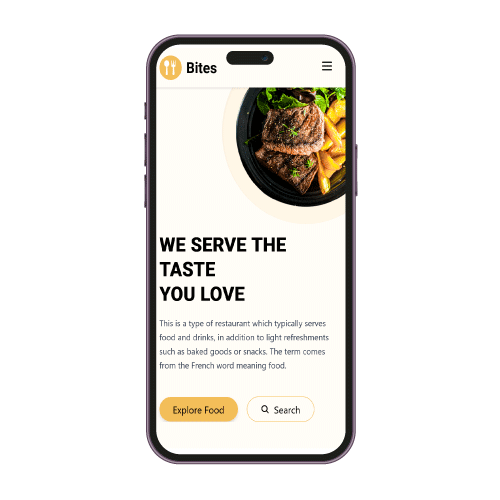 Bites
WE SERVE THE
TASTE
YOU LOVE
This is a type of restaurant which typically serves
food and drinks, in addition to light refreshments
such as baked goods or snacks. The term comes
from the French word meaning food.
Explore Food
Search